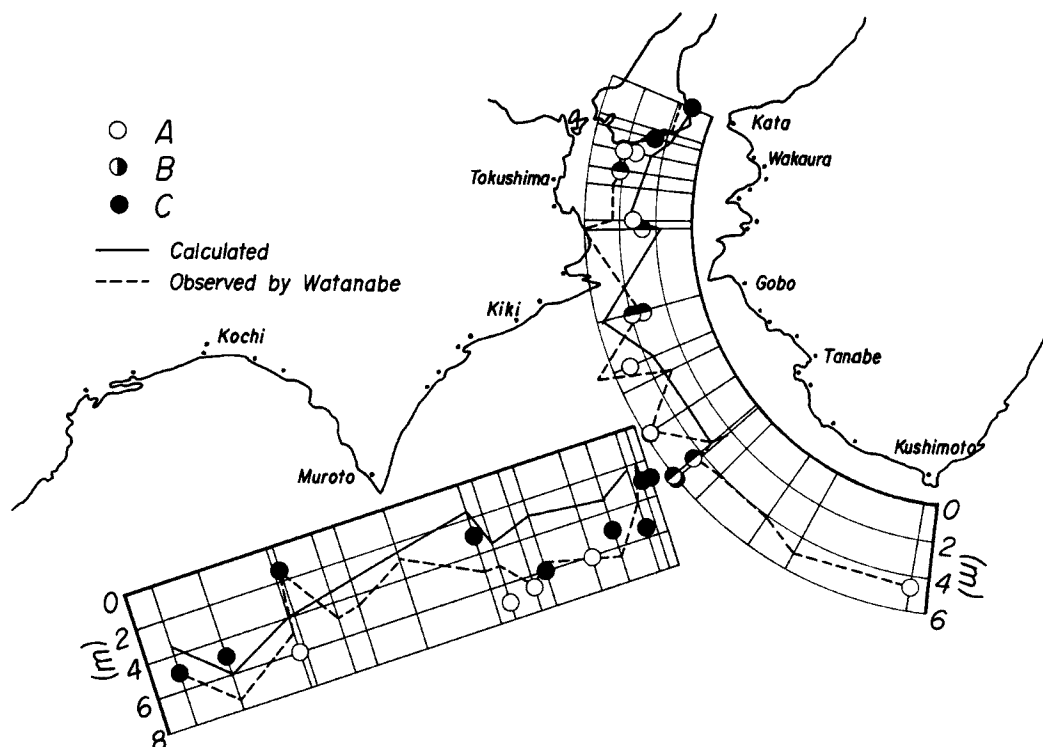 A
B
C
Calculated
Observed by Watanabe
Kata
Wakaura
Tokushima
Gobo
Kiki
Kochi
Tanabe
Muroto
Kushimoto
0
2
4
6
(m)
0
2
4
6
8
(m)